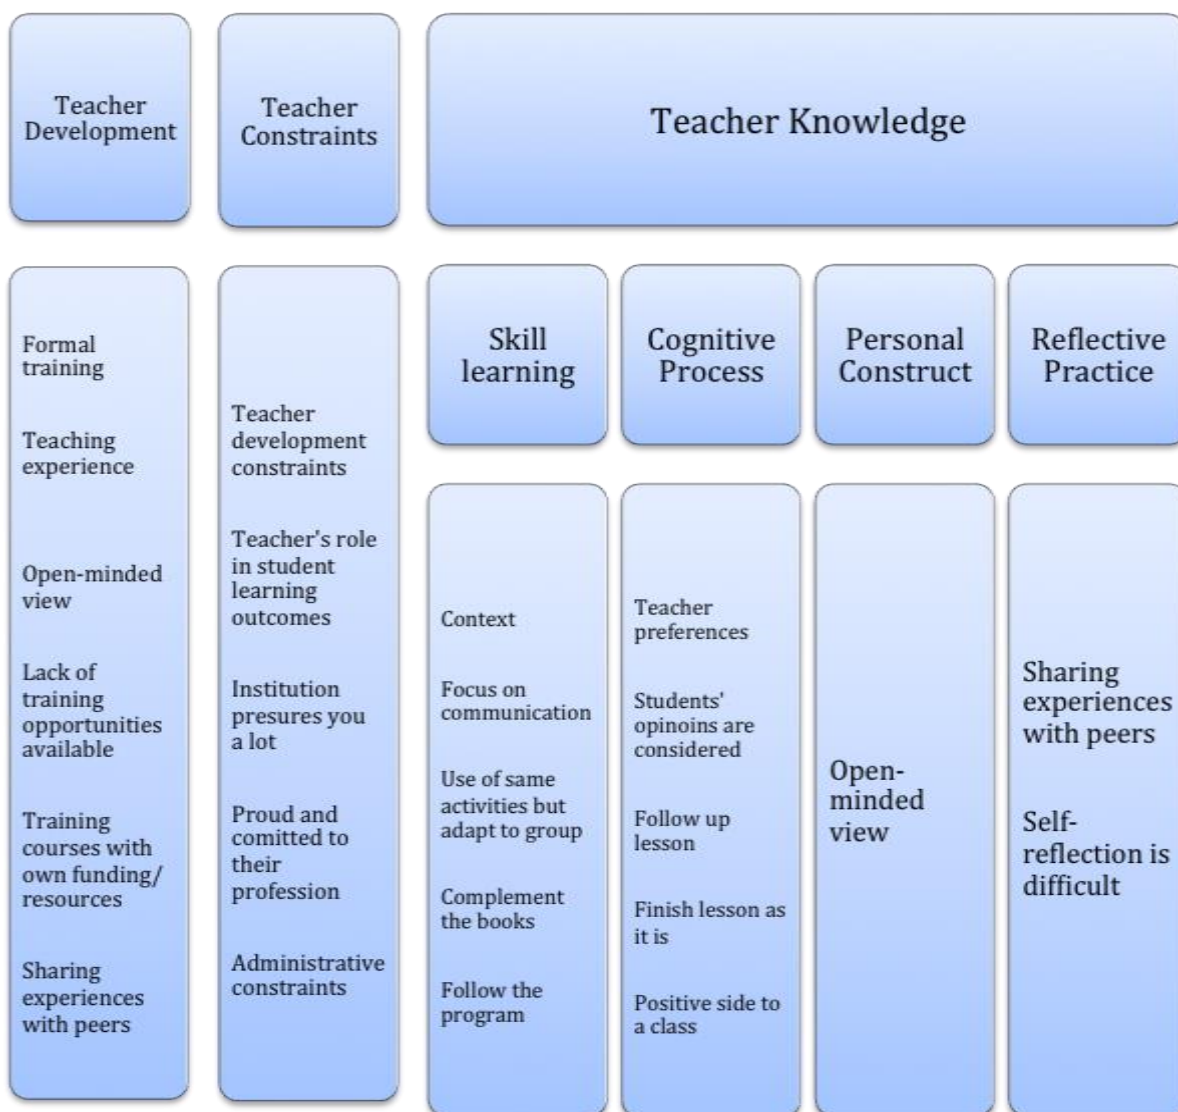 Teacher
Development
Teacher
Constraints
Teacher Knowledge
Formal
training
Teaching
experience
Open-minded
view
Lack of
training
opportunities
available
Training
courses with
own funding/
resources
Sharing
experiences
with peers
Teacher
development
constraints
Teacher's role
in student
learning
outcomes
Institution
presures you
a lot
Proud and
comitted to
their
profession
Administrative
constraints
Skill
learning
Context
Focus on
communication
Use of same
activities but
adapt to group
Complement
the books
Follow the
program
Cognitive
Process
Teacher
preferences
Students'
opinoins are
considered
Follow up
lesson
Finish lesson as
it is
Positive side to
a class
Personal
Construct
Open-
minded
view
Reflective
Practice
Sharing
experiences
with peers
Self-
reflection is
difficult